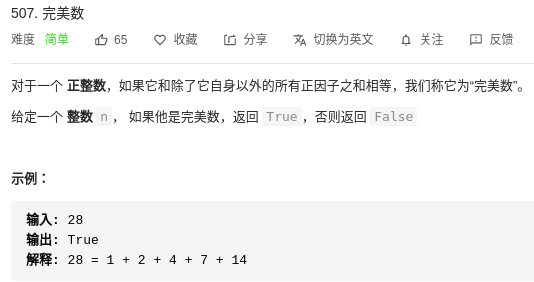 507. 完美数
难度 简单 65 收藏 分享 切换为英文 关注 反馈
对于一个 正整数，如果它和除了它自身以外的所有正因子之和相等，我们称它为“完美数”。
给定一个 整数 n ， 如果他是完美数，返回 True ，否则返回 False
示例：
输入: 28
输出: True
解释: 28 = 1 + 2 + 4 + 7 + 14